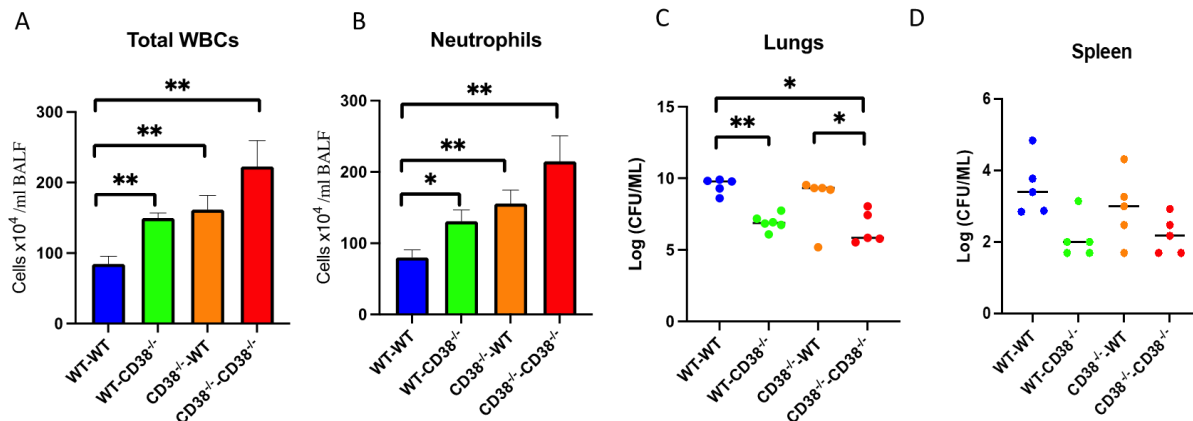 A
Total WBCs
**
**
**
Cells x10⁴ /ml BALF
300
200
100
0
WT-WT
WT-CD38⁻/⁻
CD38⁻/⁻-WT
CD38⁻/⁻-CD38⁻/⁻
B
Neutrophils
**
**
*
Cells x10⁴ /ml BALF
300
200
100
0
WT-WT
WT-CD38⁻/⁻
CD38⁻/⁻-WT
CD38⁻/⁻-CD38⁻/⁻
C
Lungs
*
**
*
Log (CFU/ML)
15
10
5
0
WT-WT
WT-CD38⁻/⁻
CD38⁻/⁻-WT
CD38⁻/⁻-CD38⁻/⁻
D
Spleen
Log (CFU/ML)
6
4
2
0
WT-WT
WT-CD38⁻/⁻
CD38⁻/⁻-WT
CD38⁻/⁻-CD38⁻/⁻